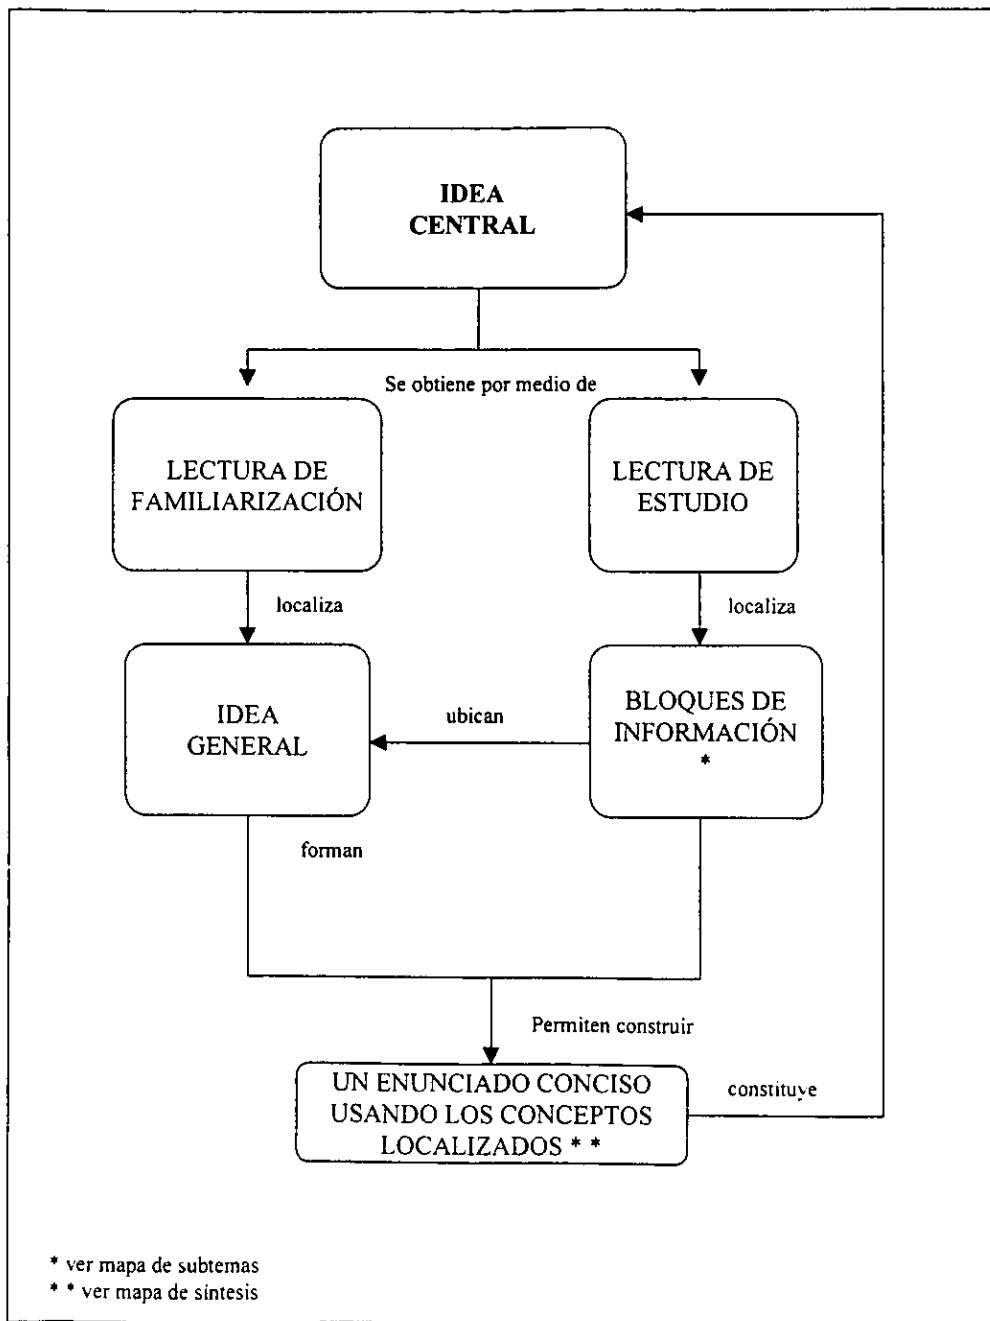 IDEA
CENTRAL
Se obtiene por medio de
LECTURA DE
FAMILIARIZACIÓN
LECTURA DE
ESTUDIO
localiza
localiza
IDEA
GENERAL
ubican
BLOQUES DE
INFORMACIÓN
*
forman
Permiten construir
UN ENUNCIADO CONCISO
USANDO LOS CONCEPTOS
LOCALIZADOS * *
constituye
* ver mapa de subtemas
* * ver mapa de síntesis